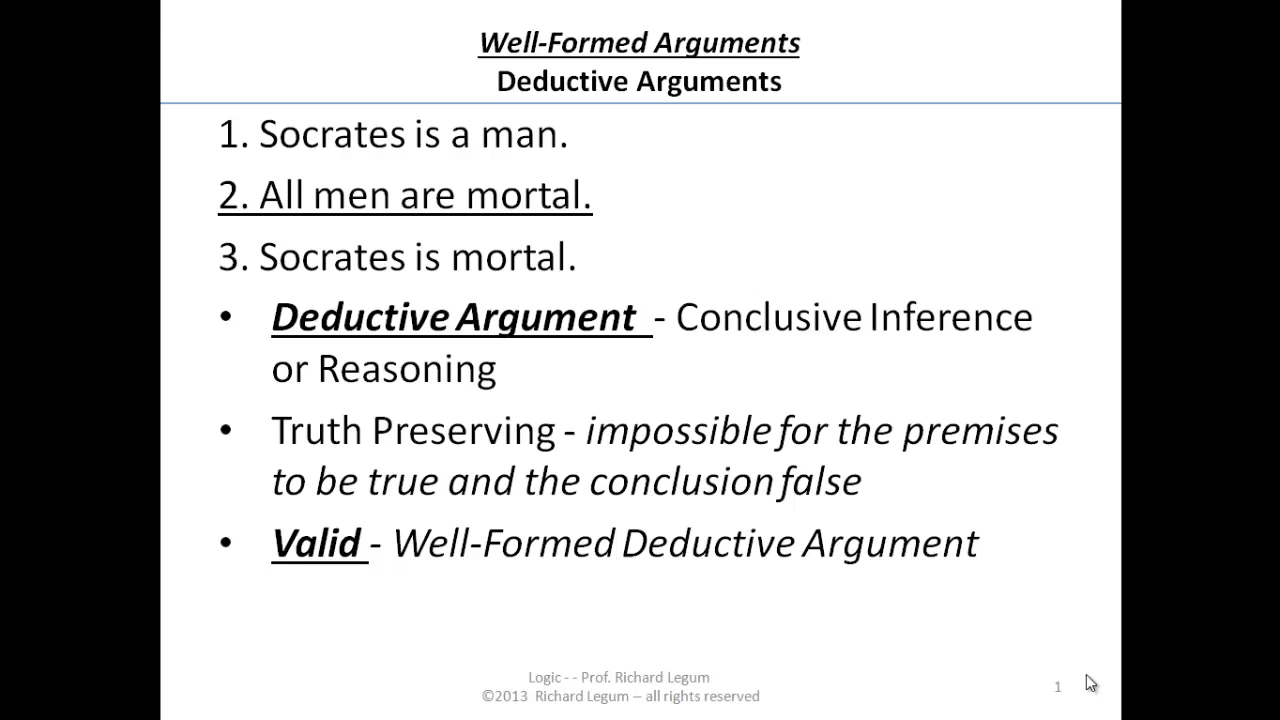 Well-Formed Arguments
Deductive Arguments
1. Socrates is a man.
2. All men are mortal.
3. Socrates is mortal.
• Deductive Argument - Conclusive Inference
or Reasoning
• Truth Preserving - impossible for the premises
to be true and the conclusion false
• Valid - Well-Formed Deductive Argument
Logic - - Prof. Richard Legum
©2013 Richard Legum – all rights reserved
1